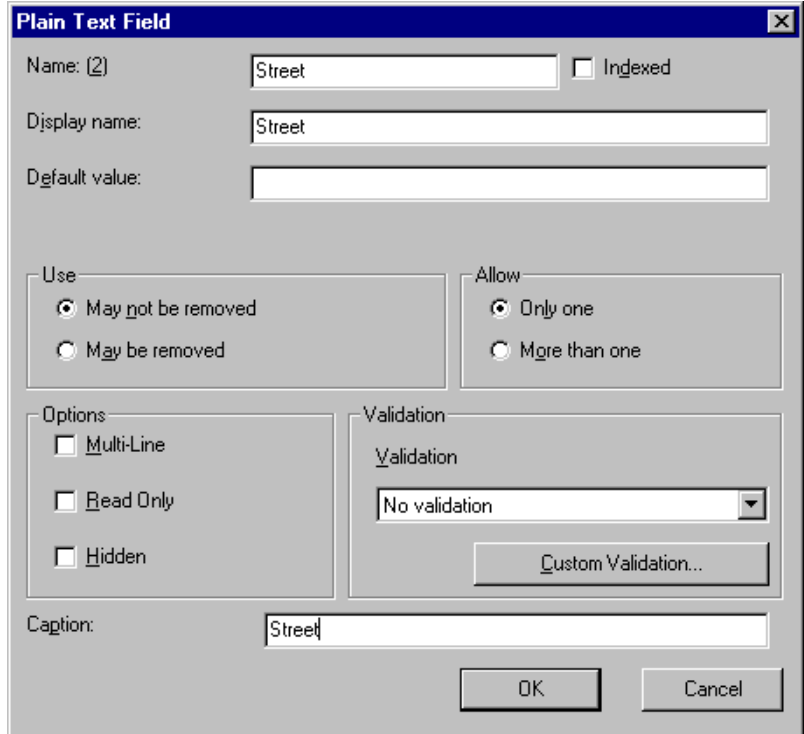 Plain Text Field
Name: (2) Street Indexed
Display name: Street
Default value:
Use Allow
May not be removed Only one
May be removed More than one
Options Validation
Multi-Line Validation
Read Only No validation
Hidden Custom Validation...
Caption: Street
OK Cancel